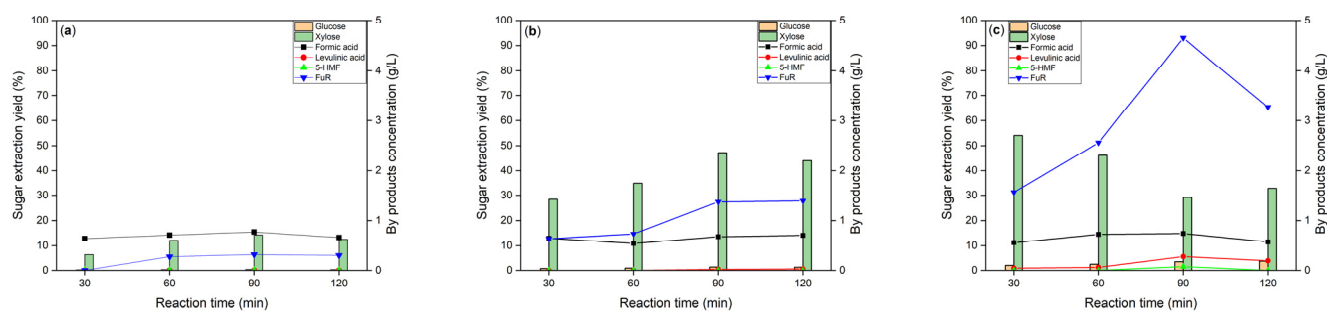 (a)
Glucose
Xylose
Formic acid
Levulinic acid
5-HMF
FuR
Sugar extraction yield (%)
100
90
80
70
60
50
40
30
20
10
0
By products concentration (g/L)
5
4
3
2
1
0
30 60 90 120
Reaction time (min)
(b)
Glucose
Xylose
Formic acid
Levulinic acid
5-HMF
FuR
Sugar extraction yield (%)
100
90
80
70
60
50
40
30
20
10
0
By products concentration (g/L)
5
4
3
2
1
0
30 60 90 120
Reaction time (min)
(c)
Glucose
Xylose
Formic acid
Levulinic acid
5-HMF
FuR
Sugar extraction yield (%)
100
90
80
70
60
50
40
30
20
10
0
By products concentration (g/L)
5
4
3
2
1
0
30 60 90 120
Reaction time (min)